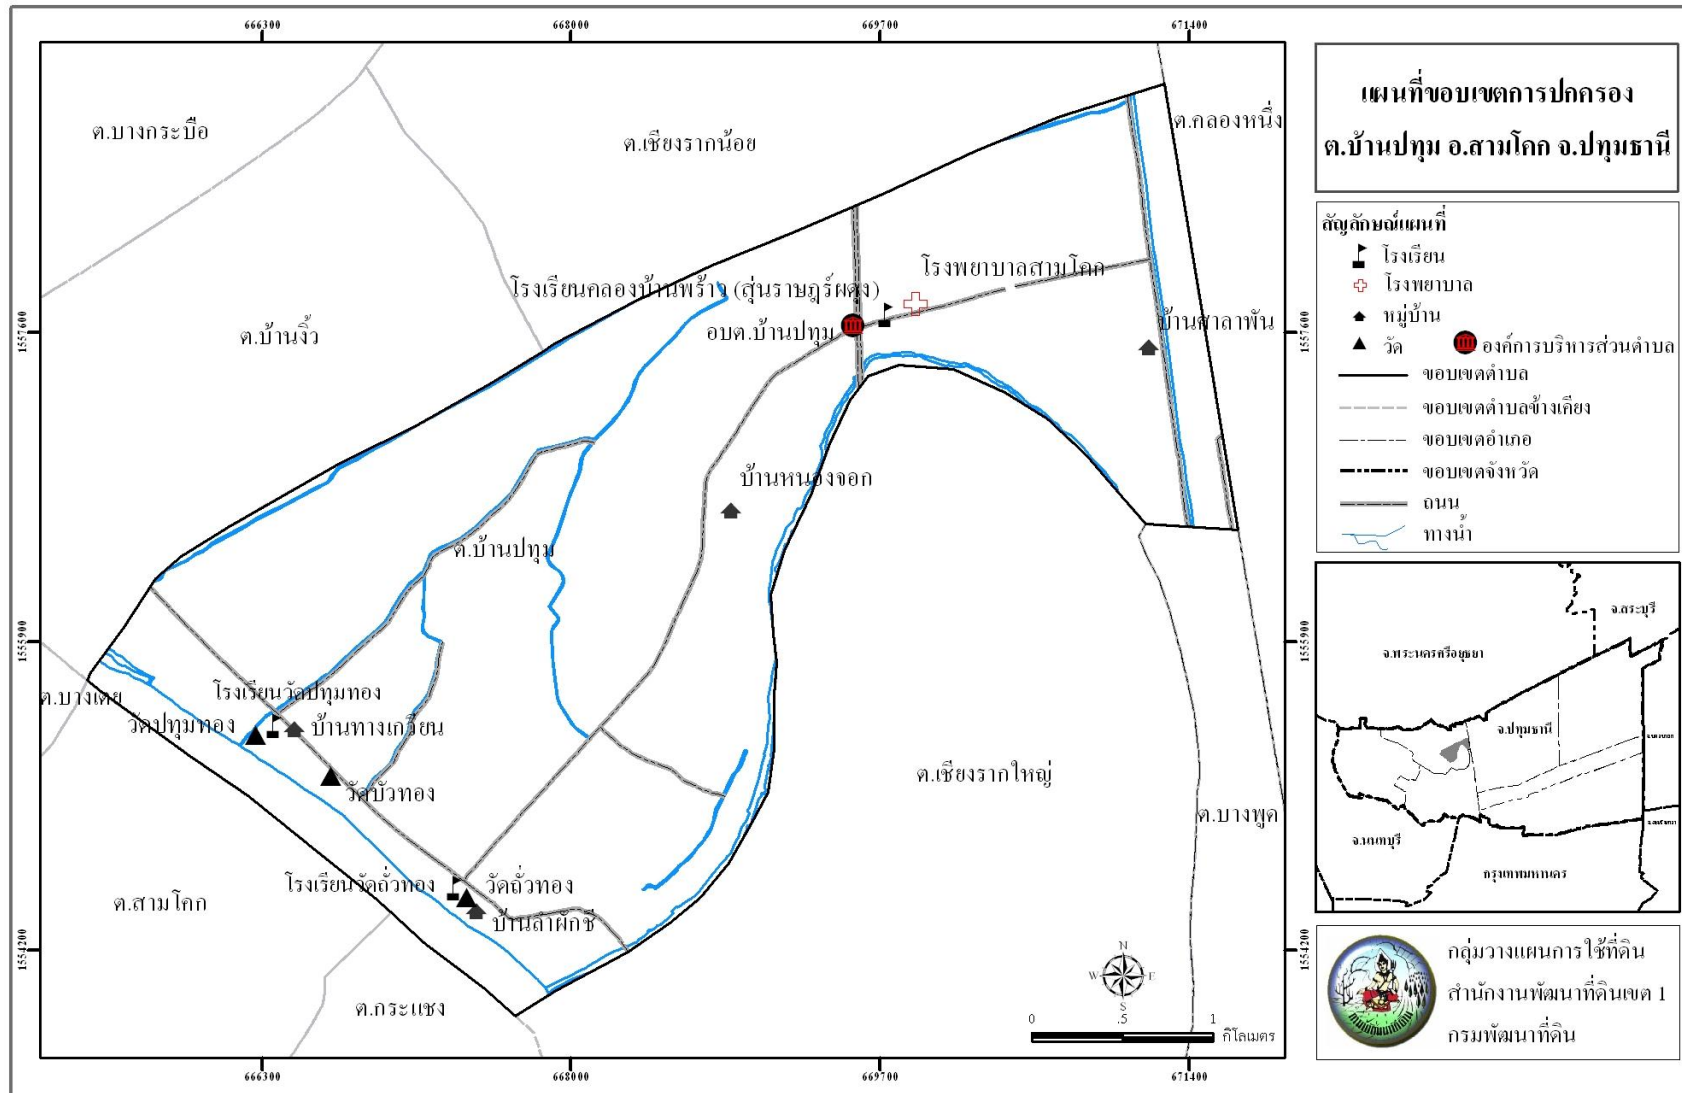 666300
668000
669700
671400
แผนที่ขอบเขตการปกครอง
ต.บ้านปทุม อ.สามโคก จ.ปทุมธานี
ต.บางกระบือ
ต.เชียงรากน้อย
ต.คลองหนึ่ง
สัญลักษณ์แผนที่
โรงเรียน
โรงพยาบาล
หมู่บ้าน
วัด
องค์การบริหารส่วนตำบล
ขอบเขตตำบล
ขอบเขตตำบลข้างเคียง
ขอบเขตอำเภอ
ขอบเขตจังหวัด
ถนน
ทางน้ำ
โรงพยาบาลสามโคก
โรงเรียนคลองบ้านพร้าว (สุ่นราษฎร์ผดุง)
อบต.บ้านปทุม
บ้านศาลาพัน
ต.บ้านงิ้ว
1557600
1557600
บ้านหนองจอก
ต.บ้านปทุม
1555900
1555900
ต.บางเตย
โรงเรียนวัดปทุมทอง
วัดปทุมทอง
บ้านทางเกวียน
วัดบัวทอง
ต.เชียงรากใหญ่
ต.บางพูด
โรงเรียนวัดถั่วทอง
วัดถั่วทอง
บ้านลำผักชี
ต.สามโคก
ต.กระแชง
1554200
1554200
N
W
E
S
0
.5
1
กิโลเมตร
จ.สระบุรี
จ.พระนครศรีอยุธยา
จ.ปทุมธานี
จ.นนทบุรี
กรุงเทพมหานคร
กลุ่มวางแผนการใช้ที่ดิน
สำนักงานพัฒนาที่ดินเขต 1
กรมพัฒนาที่ดิน
กรมพัฒนาที่ดิน
666300
668000
669700
671400